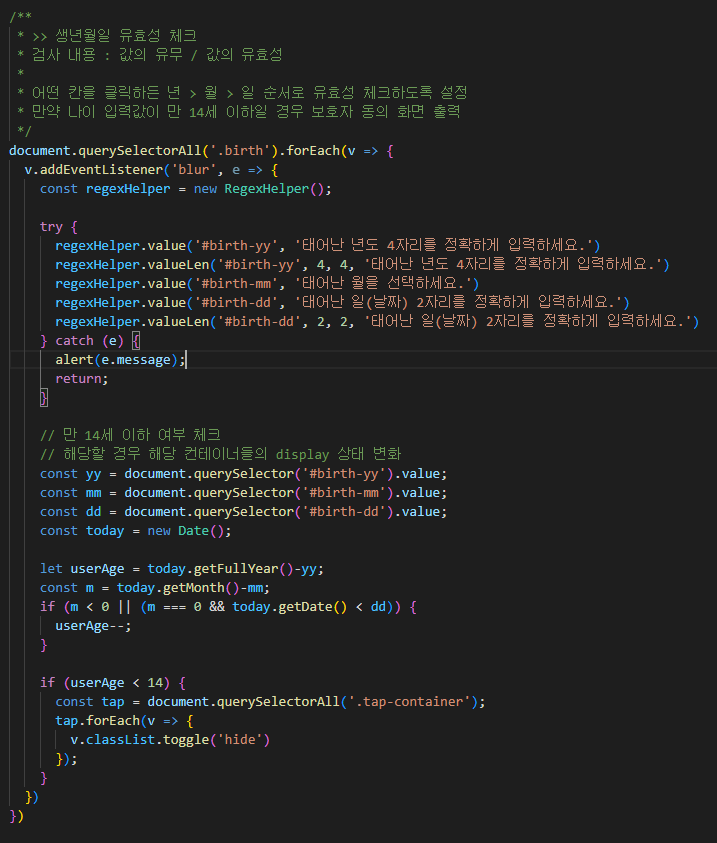 /**
 * >> 생년월일 유효성 체크
 * 검사 내용 : 값의 유무 / 값의 유효성
 *
 * 어떤 칸을 클릭하든 년 > 월 > 일 순서로 유효성 체크하도록 설정
 * 만약 나이 입력값이 만 14세 이하일 경우 보호자 동의 화면 출력
 */
document.querySelectorAll('.birth').forEach(v => {
  v.addEventListener('blur', e => {
    const regexHelper = new RegexHelper();

    try {
      regexHelper.value('#birth-yy', '태어난 년도 4자리를 정확하게 입력하세요.')
      regexHelper.valueLen('#birth-yy', 4, 4, '태어난 년도 4자리를 정확하게 입력하세요.')
      regexHelper.value('#birth-mm', '태어난 월을 선택하세요.')
      regexHelper.value('#birth-dd', '태어난 일(날짜) 2자리를 정확하게 입력하세요.')
      regexHelper.valueLen('#birth-dd', 2, 2, '태어난 일(날짜) 2자리를 정확하게 입력하세요.')
    } catch (e) {
      alert(e.message);
      return;
    }

    // 만 14세 이하 여부 체크
    // 해당할 경우 해당 컨테이너들의 display 상태 변화
    const yy = document.querySelector('#birth-yy').value;
    const mm = document.querySelector('#birth-mm').value;
    const dd = document.querySelector('#birth-dd').value;
    const today = new Date();

    let userAge = today.getFullYear()-yy;
    const m = today.getMonth()-mm;
    if (m < 0 || (m === 0 && today.getDate() < dd)) {
      userAge--;
    }

    if (userAge < 14) {
      const tap = document.querySelectorAll('.tap-container');
      tap.forEach(v => {
        v.classList.toggle('hide')
      });
    }
  })
})